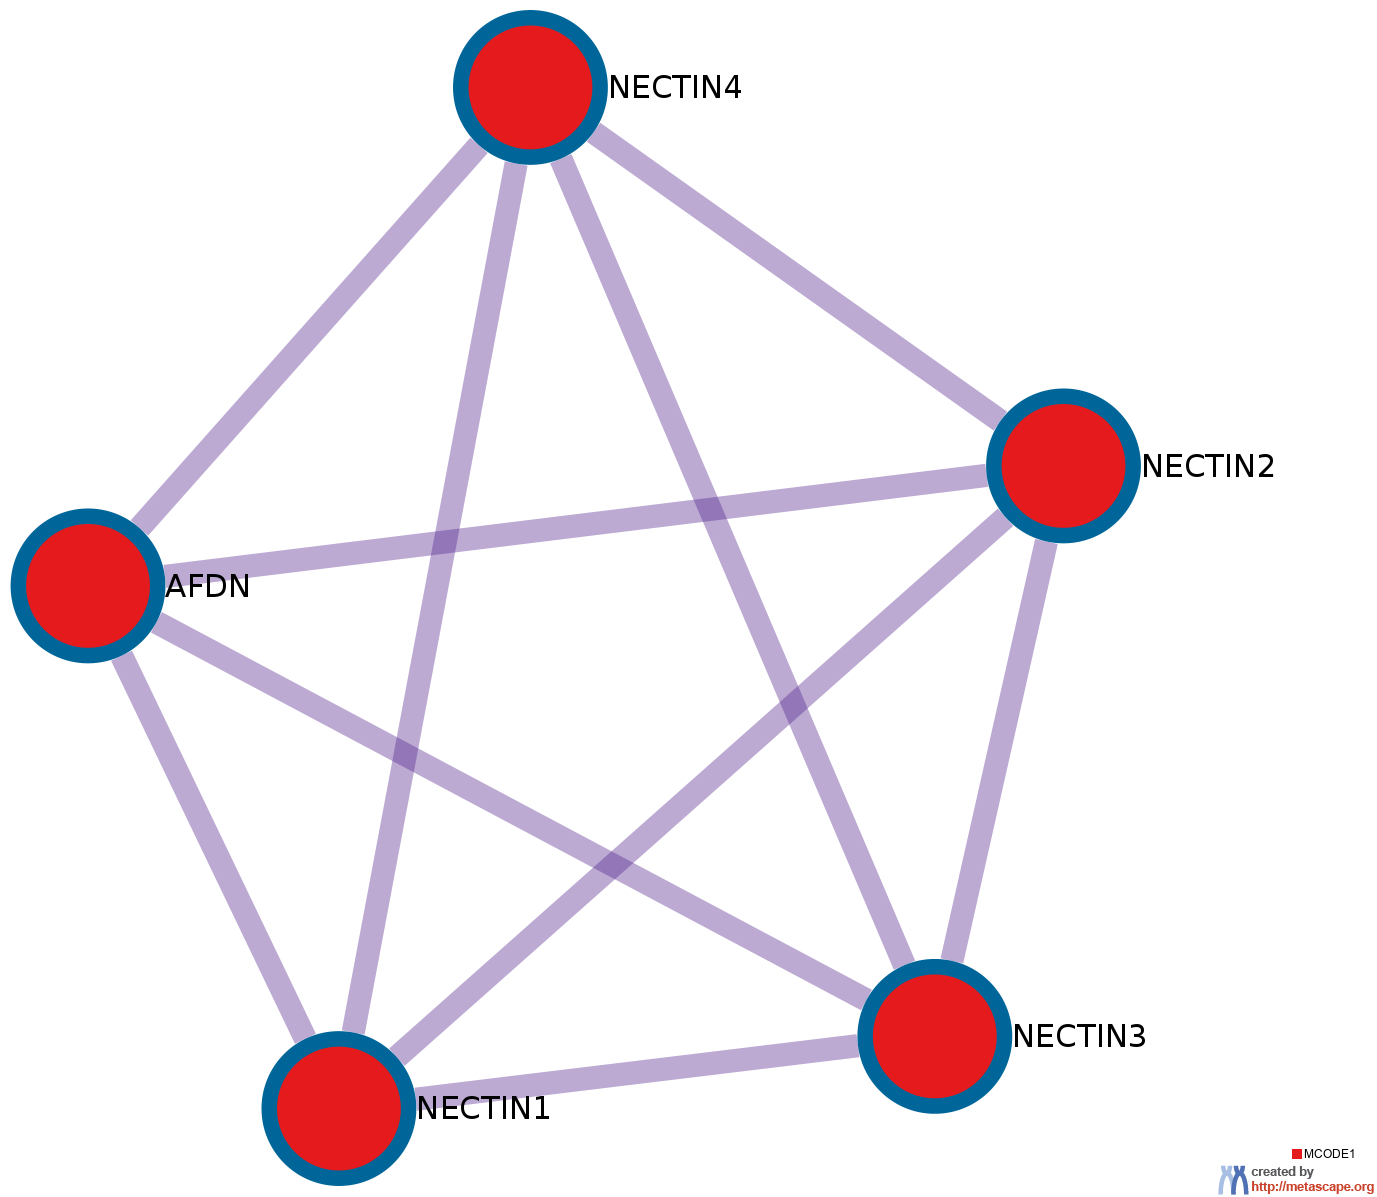 NECTIN4
NECTIN2
AFDN
NECTIN3
NECTIN1
MCODE1
created by
http://metascape.org